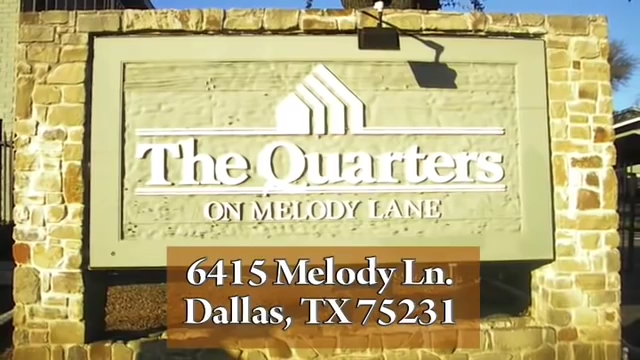 The Quarters
ON MELODY LANE
6415 Melody Ln.
Dallas, TX 75231